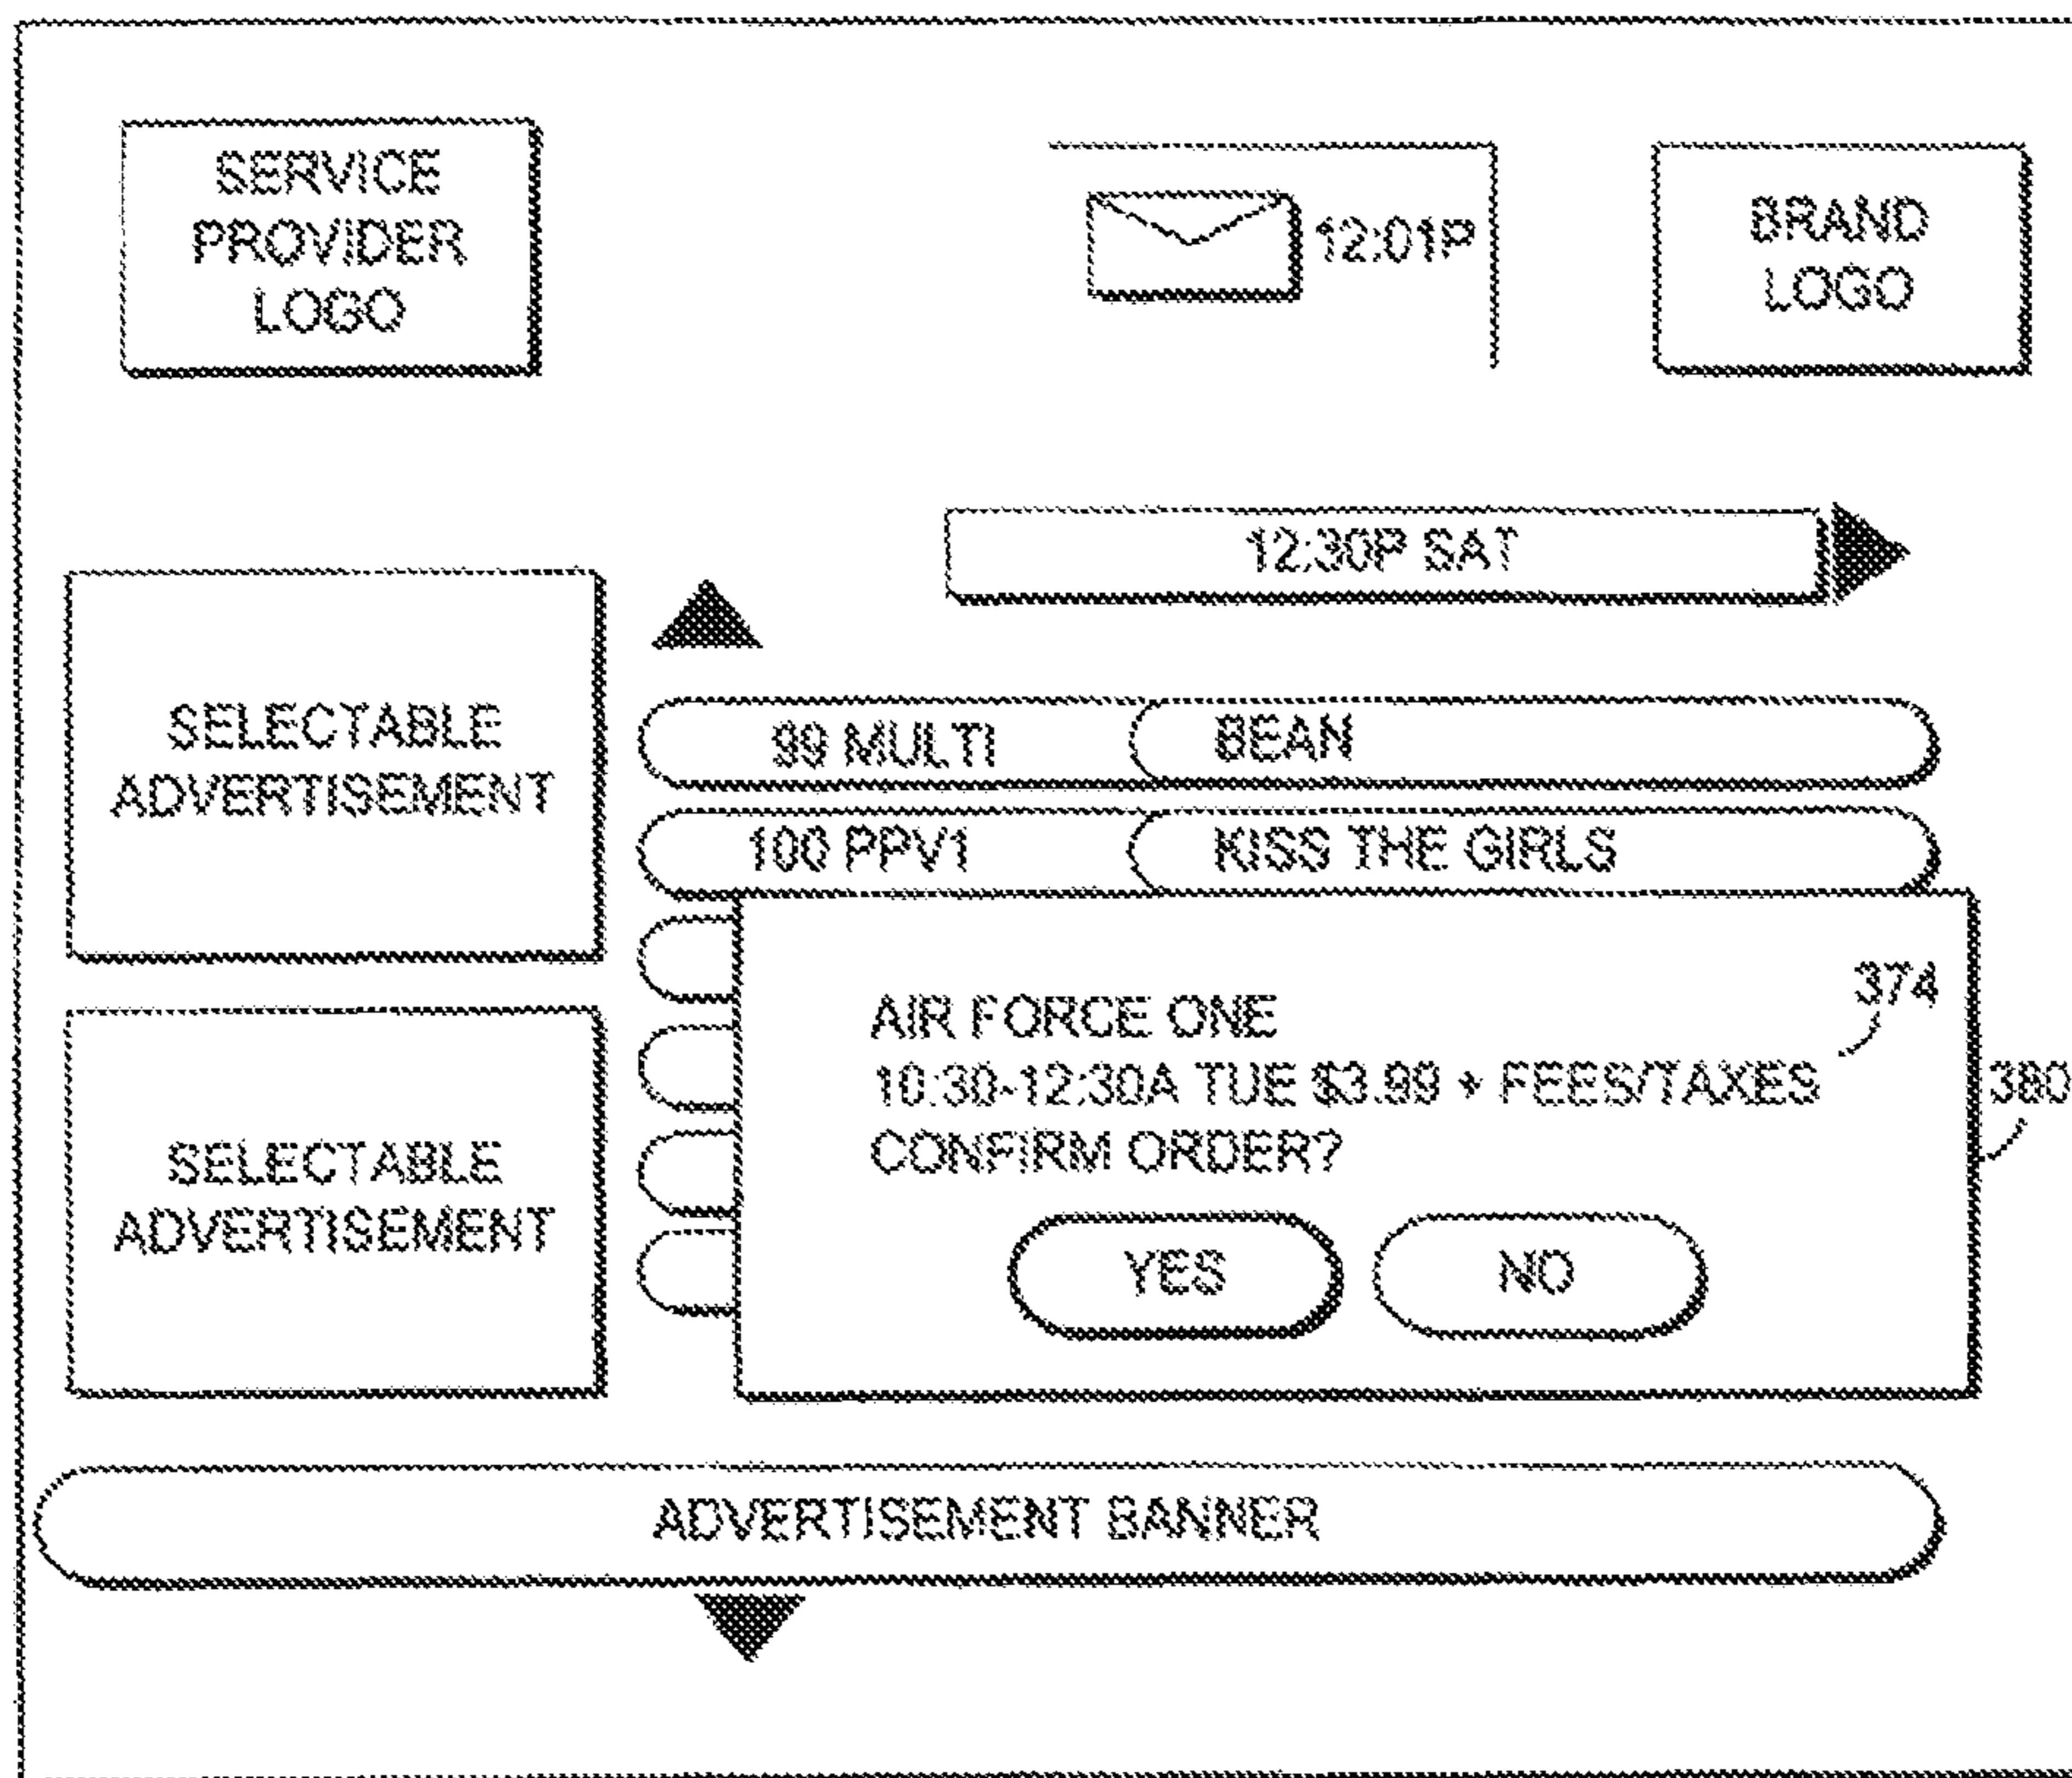 SERVICE
PROVIDER
LOGO
12:01P
BRAND
LOGO
12:30P SAT
SELECTABLE
ADVERTISEMENT
99 MULTI
BEAN
100 PPV1
KISS THE GIRLS
374
AIR FORCE ONE
10:30-12:30A TUE $3.99 + FEES/TAXES
380
CONFIRM ORDER?
YES
NO
SELECTABLE
ADVERTISEMENT
ADVERTISEMENT BANNER